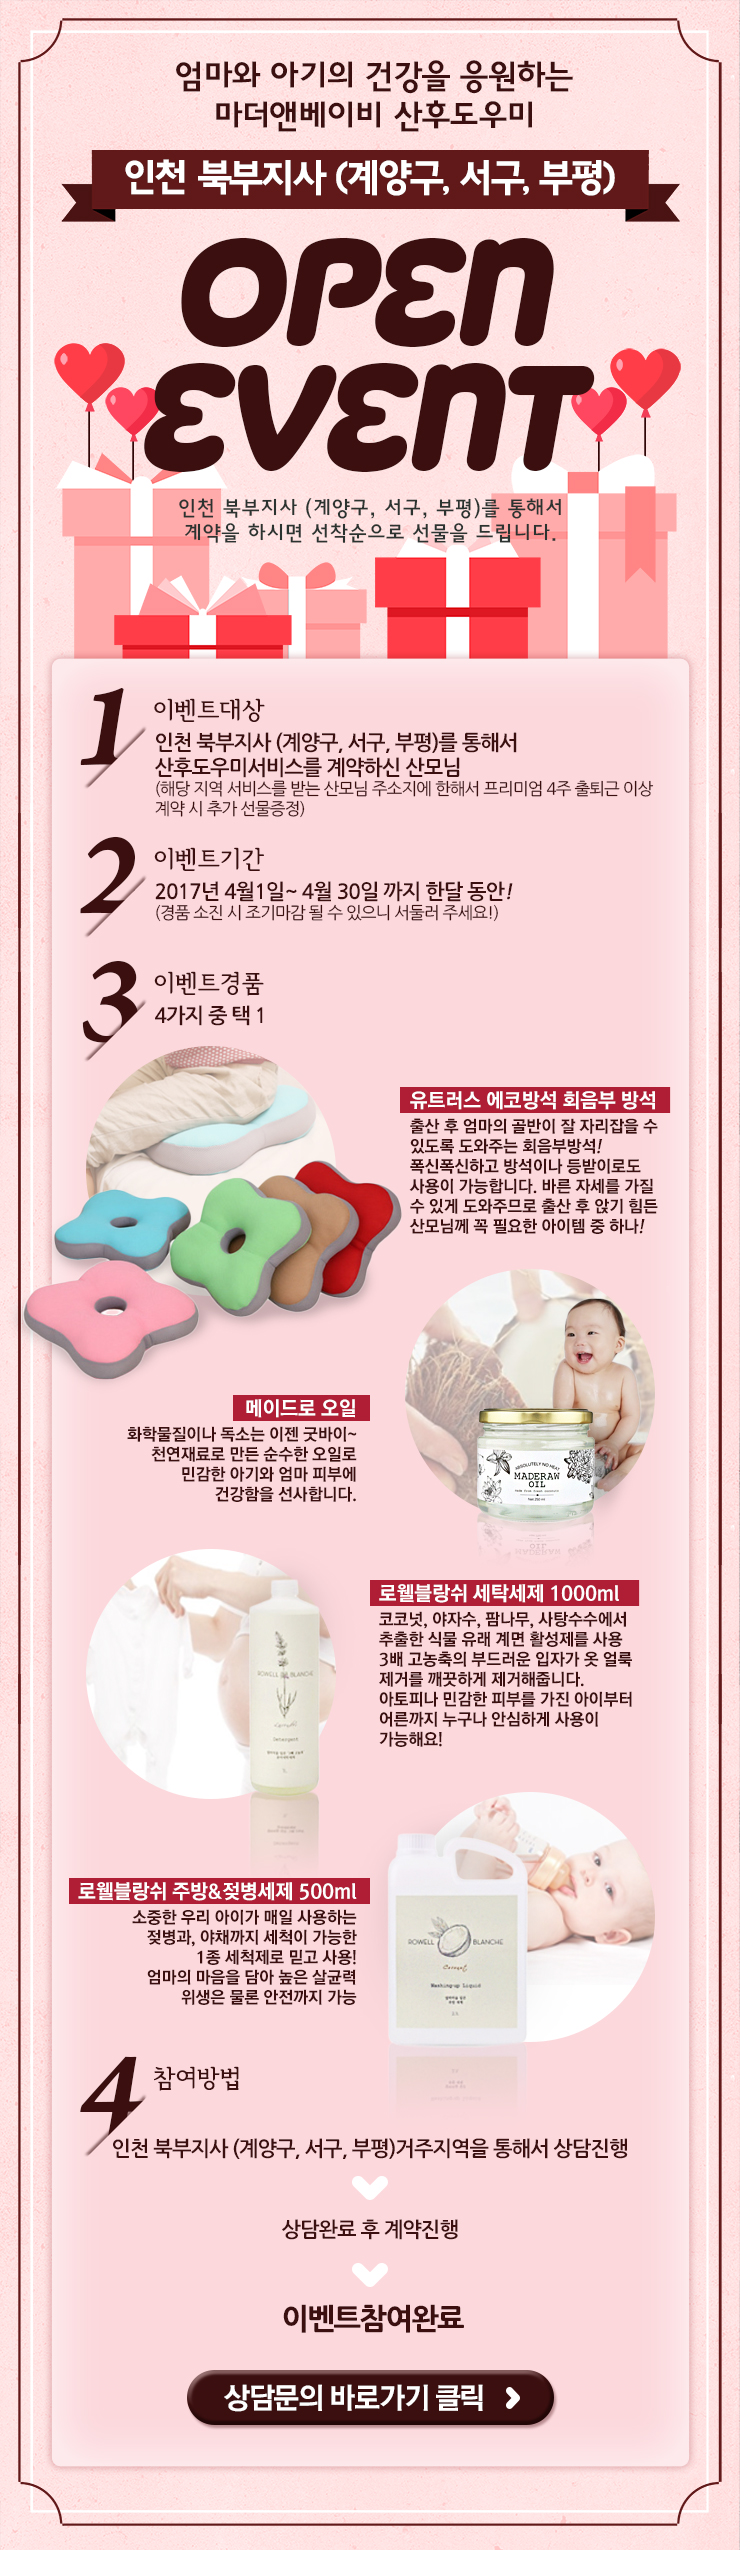 엄마와 아기의 건강을 응원하는
마더앤베이비 산후도우미
인천 북부지사 (계양구, 서구, 부평)
OPEN
EVENT
인천 북부지사 (계양구, 서구, 부평)를 통해서
계약을 하시면 선착순으로 선물을 드립니다.
1 이벤트대상
인천 북부지사 (계양구, 서구, 부평)를 통해서
산후도우미서비스를 계약하신 산모님
(해당 지역 서비스를 받는 산모님 주소지에 한해서 프리미엄 4주 출퇴근 이상
계약 시 추가 선물증정)
2 이벤트기간
2017년 4월1일~ 4월 30일 까지 한달 동안!
(경품 소진 시 조기마감 될 수 있으니 서둘러 주세요!)
3 이벤트경품
4가지 중 택 1
유트러스 에코방석 회음부 방석
출산 후 엄마의 골반이 잘 자리잡을 수
있도록 도와주는 회음부방석!
폭신폭신하고 방석이나 등받이로도
사용이 가능합니다. 바른 자세를 가질
수 있게 도와주므로 출산 후 앉기 힘든
산모님께 꼭 필요한 아이템 중 하나!
메이드로 오일
화학물질이나 독소는 이젠 굿바이~
천연재료로 만든 순수한 오일로
민감한 아기와 엄마 피부에
건강함을 선사합니다.
ABSOLUTELY NO HEAT
MADERAW
OIL
로웰블랑쉬 세탁세제 1000ml
코코넛, 야자수, 팜나무, 사탕수수에서
추출한 식물 유래 계면 활성제를 사용
3배 고농축의 부드러운 입자가 옷 얼룩
제거를 깨끗하게 제거해줍니다.
아토피나 민감한 피부를 가진 아이부터
어른까지 누구나 안심하게 사용이
가능해요!
ROWELL BLANCHE
Detergent
로웰블랑쉬 주방&젖병세제 500ml
소중한 우리 아이가 매일 사용하는
젖병과, 야채까지 세척이 가능한
1종 세척제로 믿고 사용!
엄마의 마음을 담아 높은 살균력
위생은 물론 안전까지 가능
ROWELL BLANCHE
Coconut
Washing-up Liquid
4 참여방법
인천 북부지사 (계양구, 서구, 부평)거주지역을 통해서 상담진행
상담완료 후 계약진행
이벤트참여완료
상담문의 바로가기 클릭